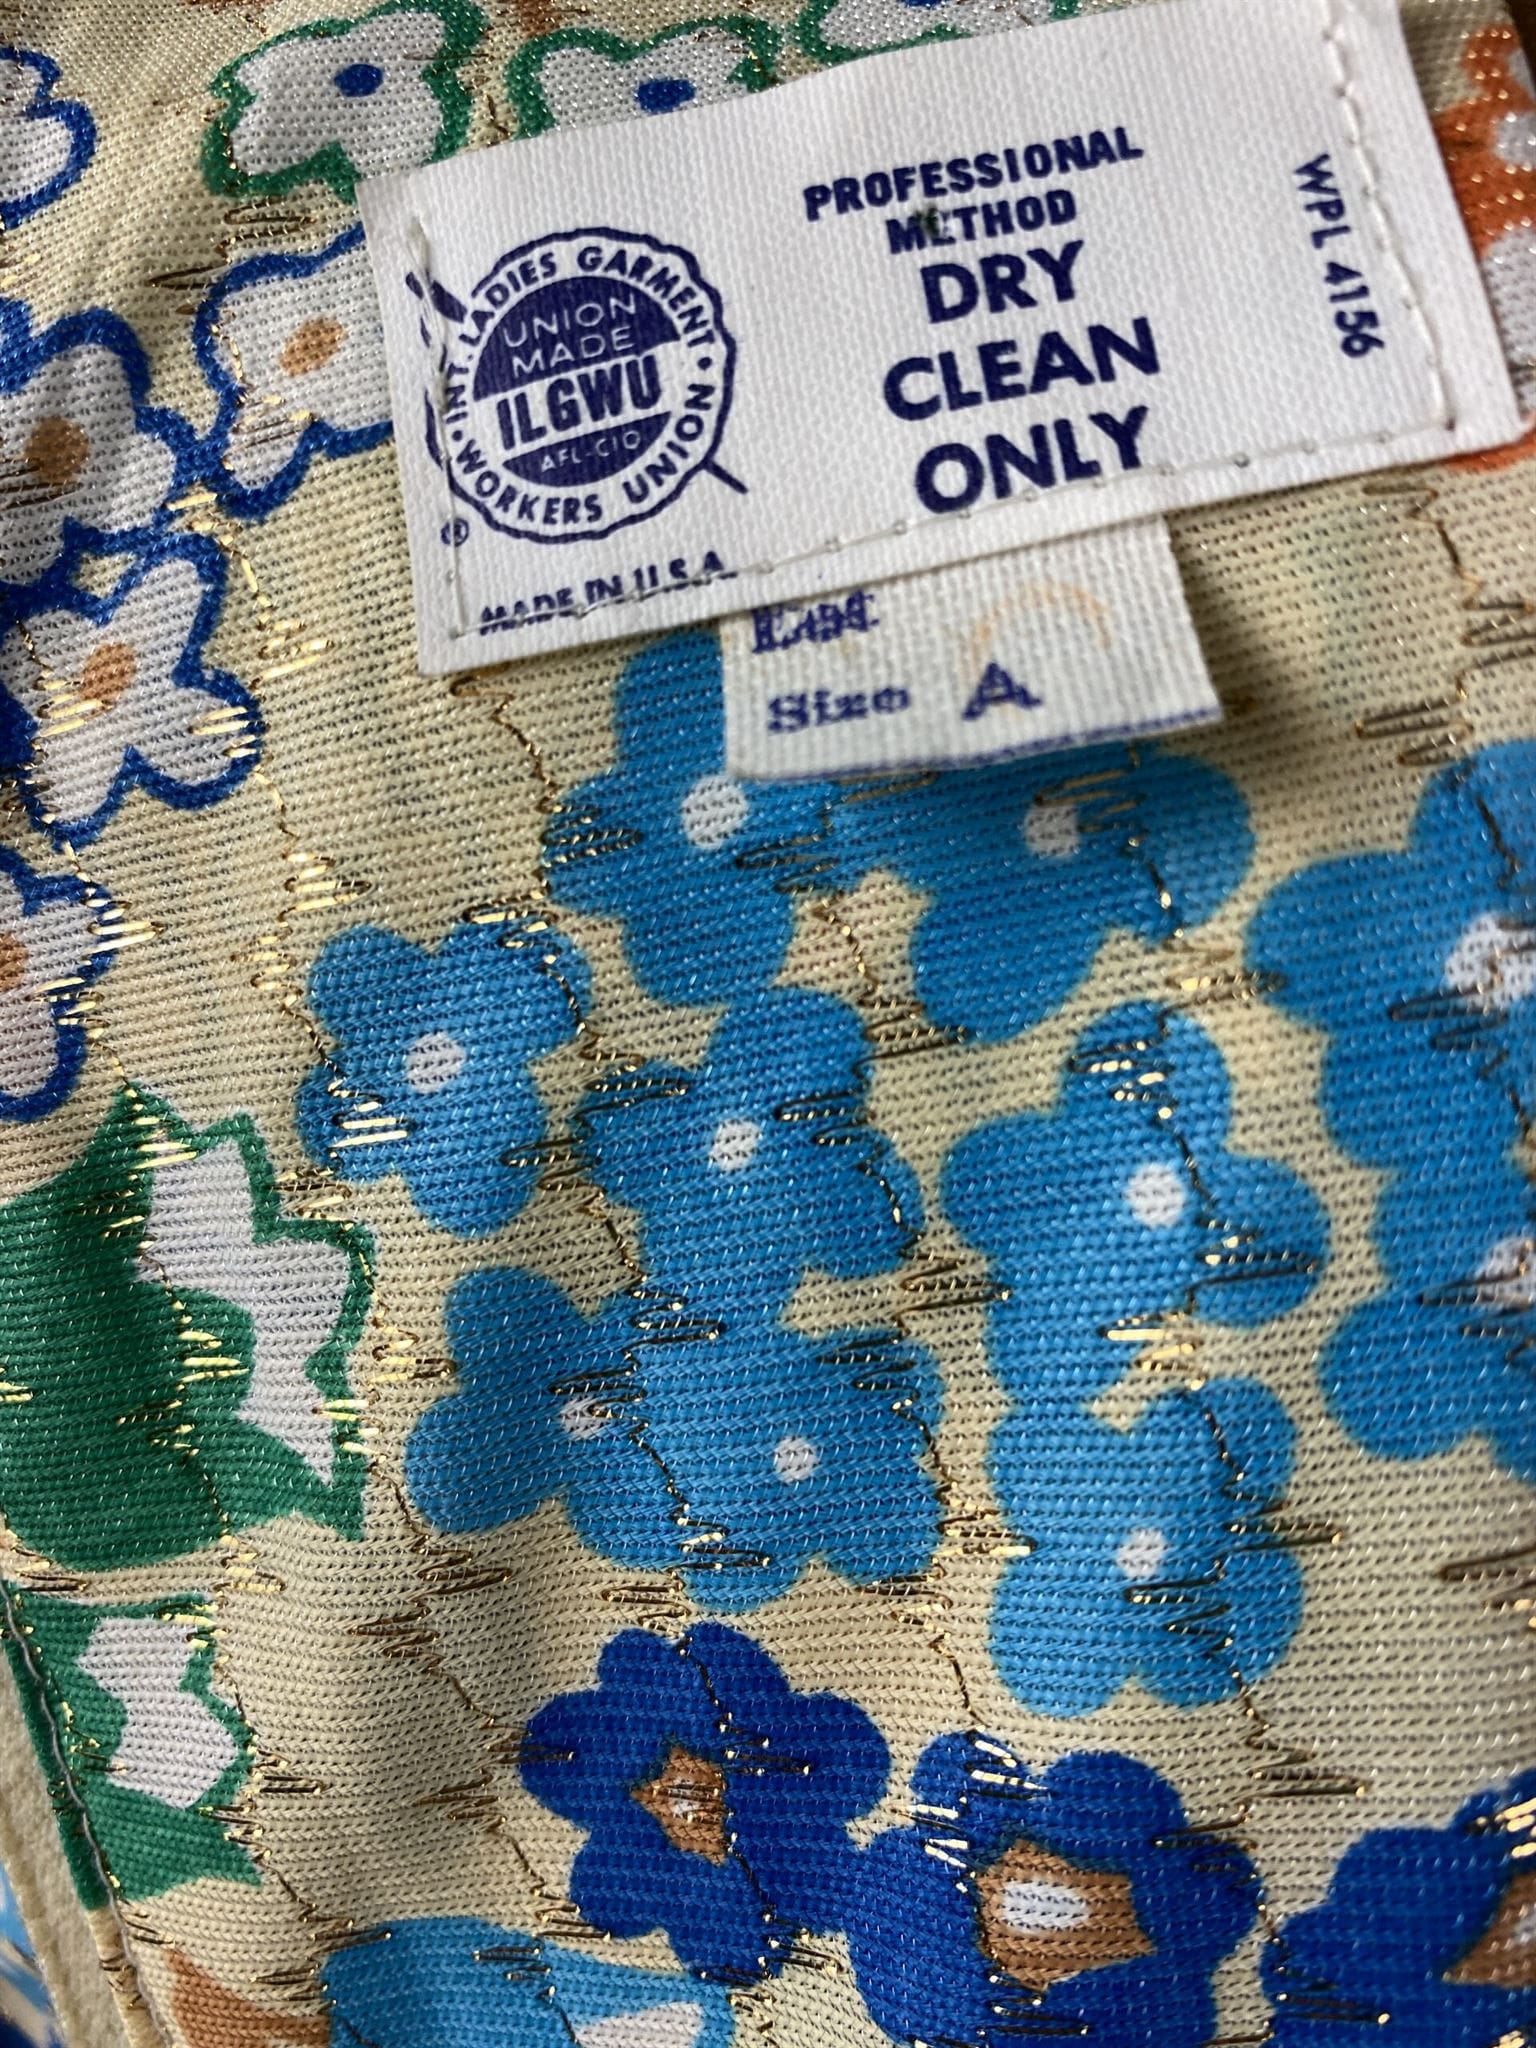 INT. LADIES GARMENT
WORKERS UNION
UNION
MADE
ILGWU
AFL-CIO
®
MADE IN U.S.A.
PROFESSIONAL
METHOD
DRY
CLEAN
ONLY
WPL 4156
Size A